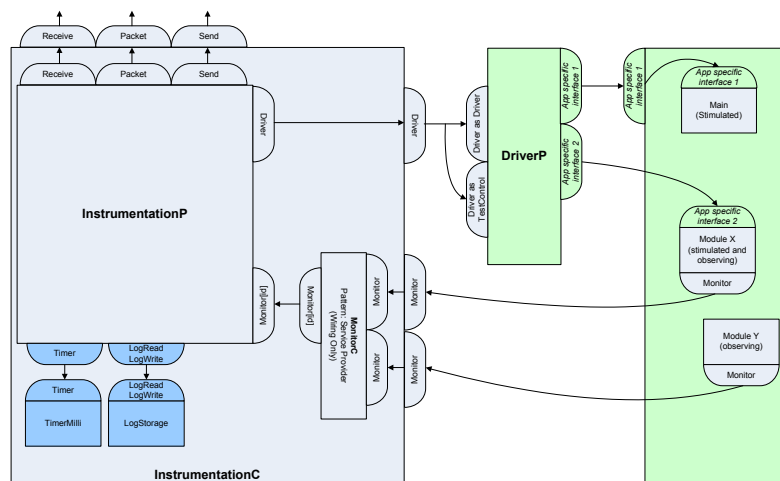 Receive
Packet
Send
Receive
Packet
Send
Driver
Driver
InstrumentationP
Monitor[id]
Monitor[id]
MonitorC
Pattern: Service
Provider
(Wiring Only)
Monitor
Monitor
Monitor
Monitor
Timer
LogRead
LogWrite
Timer
LogRead
LogWrite
TimerMilli
LogStorage
InstrumentationC
Driver as Driver
Driver as
TestControl
DriverP
App specific
interface 1
App specific
interface 2
App specific
interface 1
App specific
interface 1
Main
(Stimulated)
App specific
interface 2
Module X
(stimulated and
observing)
Monitor
Module Y
(observing)
Monitor